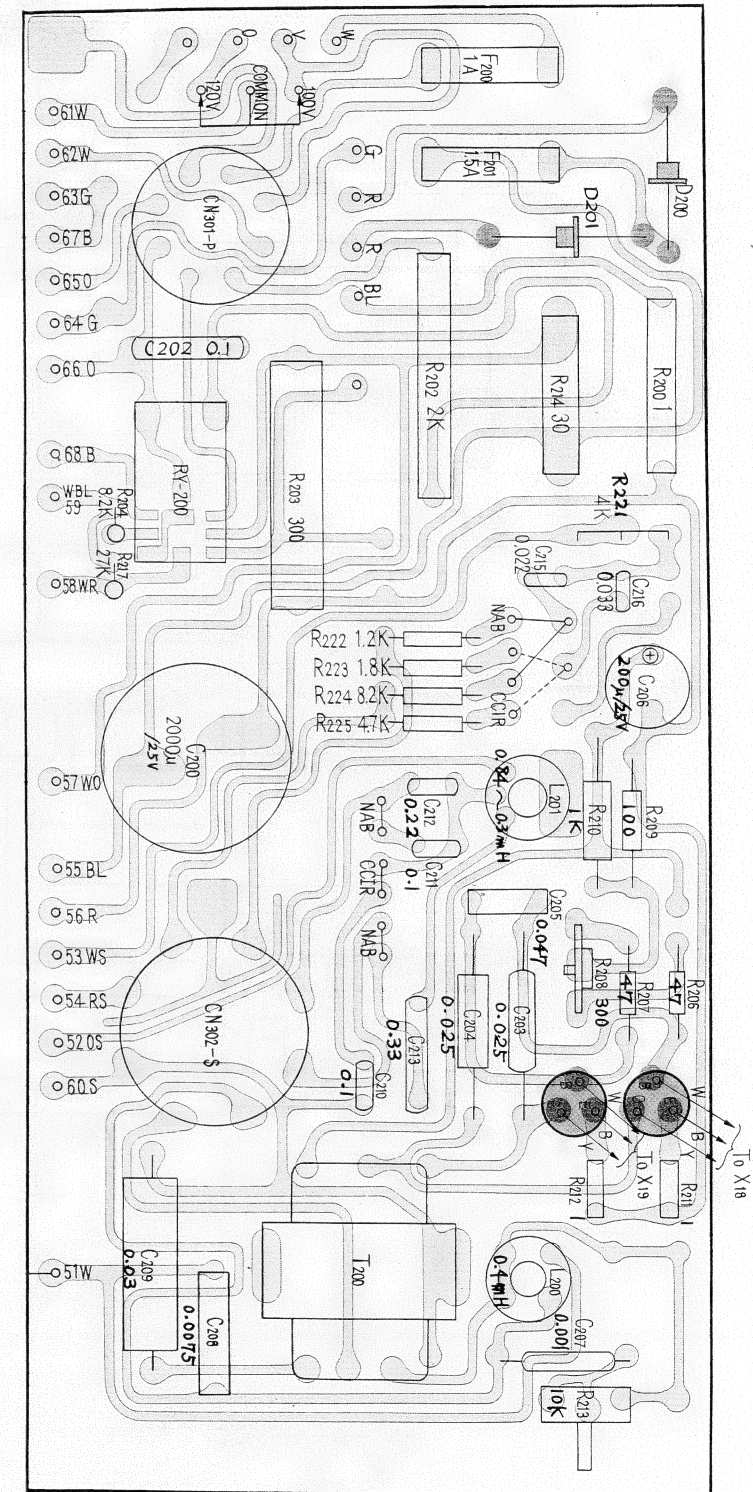 O
V
W
120V
COMMON
100V
F200
1A
61W
62W
63G
67B
65O
64G
66O
CN301-P
G
R
R
BL
F201
1.5A
D200
D201
C202 0.1
R202 2K
R214 30
R200 1
68B
WBL
59
58WR
R204
8.2K
R217
27K
RY-200
R203 300
R221
4K
C215
0.022
C216
0.033
NAB
CCIR
R222 1.2K
R223 1.8K
R224 8.2K
R225 4.7K
C206
200μ/25V
C200
2000μ
/25V
57WO
55BL
56R
53WS
54RS
52OS
60S
L201
0.84~03mH
R210
1K
R209
100
C212
0.22
C211
0.1
NAB
CCIR
NAB
C205
0.047
C204
0.025
C203
0.025
R208 300
R207
47
R206
47
CN302-S
C213
0.33
C210
0.1
W
B
Y
W
B
Y
To X18
To X19
R212
1
R211
1
51W
C209
0.03
C208
0.0075
T200
L200
0.4mH
C207
0.001
R213
10K